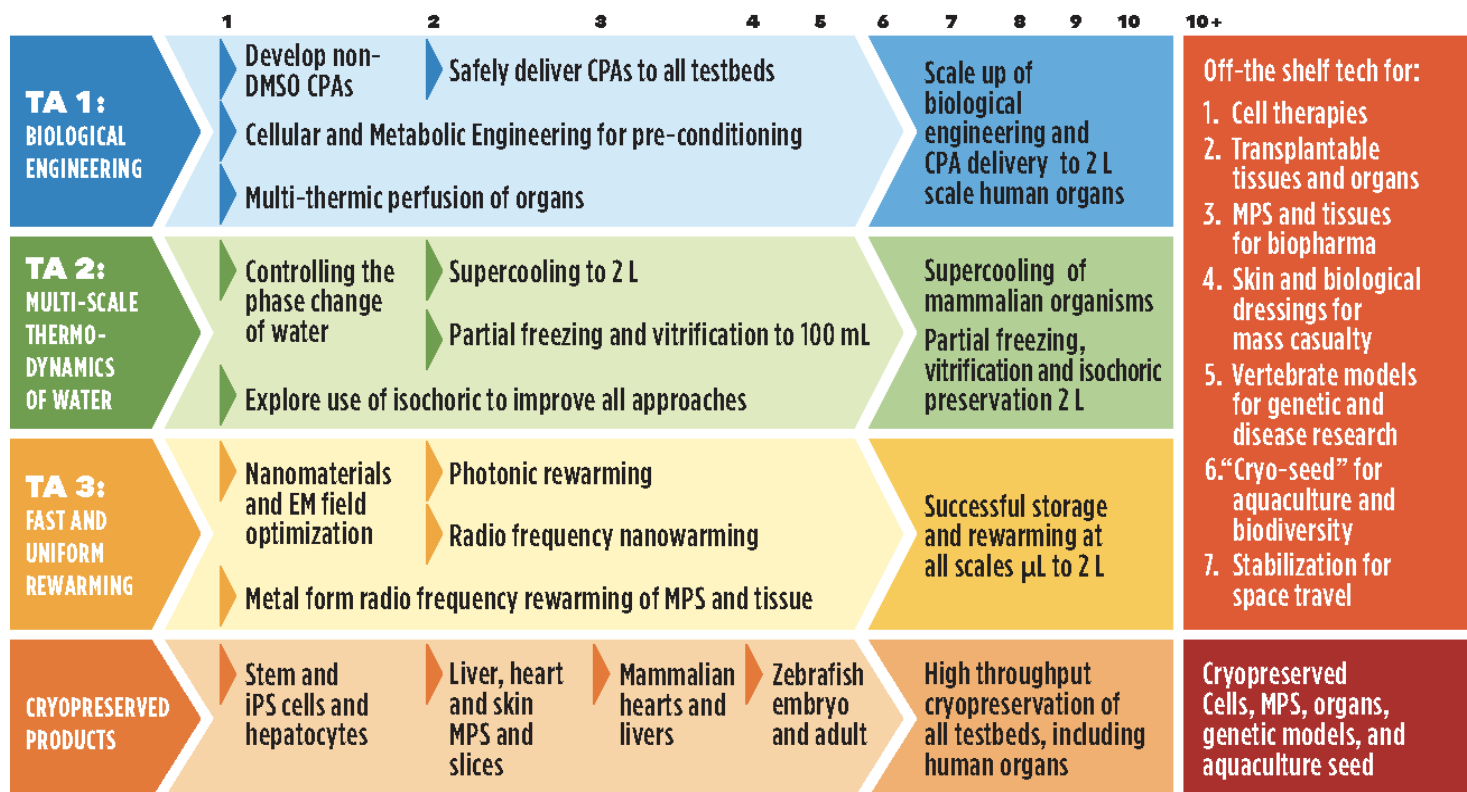 1 2 3 4 5 6 7 8 9 10 10+
TA 1:
BIOLOGICAL
ENGINEERING
Develop non-
DMSO CPAs
Safely deliver CPAs to all testbeds
Cellular and Metabolic Engineering for pre-conditioning
Multi-thermic perfusion of organs
Scale up of
biological
engineering and
CPA delivery to 2 L
scale human organs
TA 2:
MULTI-SCALE
THERMO-
DYNAMICS
OF WATER
Controlling the
phase change
of water
Supercooling to 2 L
Partial freezing and vitrification to 100 mL
Explore use of isochoric to improve all approaches
Supercooling of
mammalian organisms
Partial freezing,
vitrification and isochoric
preservation 2 L
TA 3:
FAST AND
UNIFORM
REWARMING
Nanomaterials
and EM field
optimization
Photonic rewarming
Radio frequency nanowarming
Metal form radio frequency rewarming of MPS and tissue
Successful storage
and rewarming at
all scales µL to 2 L
Off-the shelf tech for:
1. Cell therapies
2. Transplantable
tissues and organs
3. MPS and tissues
for biopharma
4. Skin and biological
dressings for
mass casualty
5. Vertebrate models
for genetic and
disease research
6."Cryo-seed" for
aquaculture and
biodiversity
7. Stabilization for
space travel
CRYOPRESERVED
PRODUCTS
Stem and
iPS cells and
hepatocytes
Liver, heart
and skin
MPS and
slices
Mammalian
hearts and
livers
Zebrafish
embryo
and adult
High throughput
cryopreservation of
all testbeds, including
human organs
Cryopreserved
Cells, MPS, organs,
genetic models, and
aquaculture seed